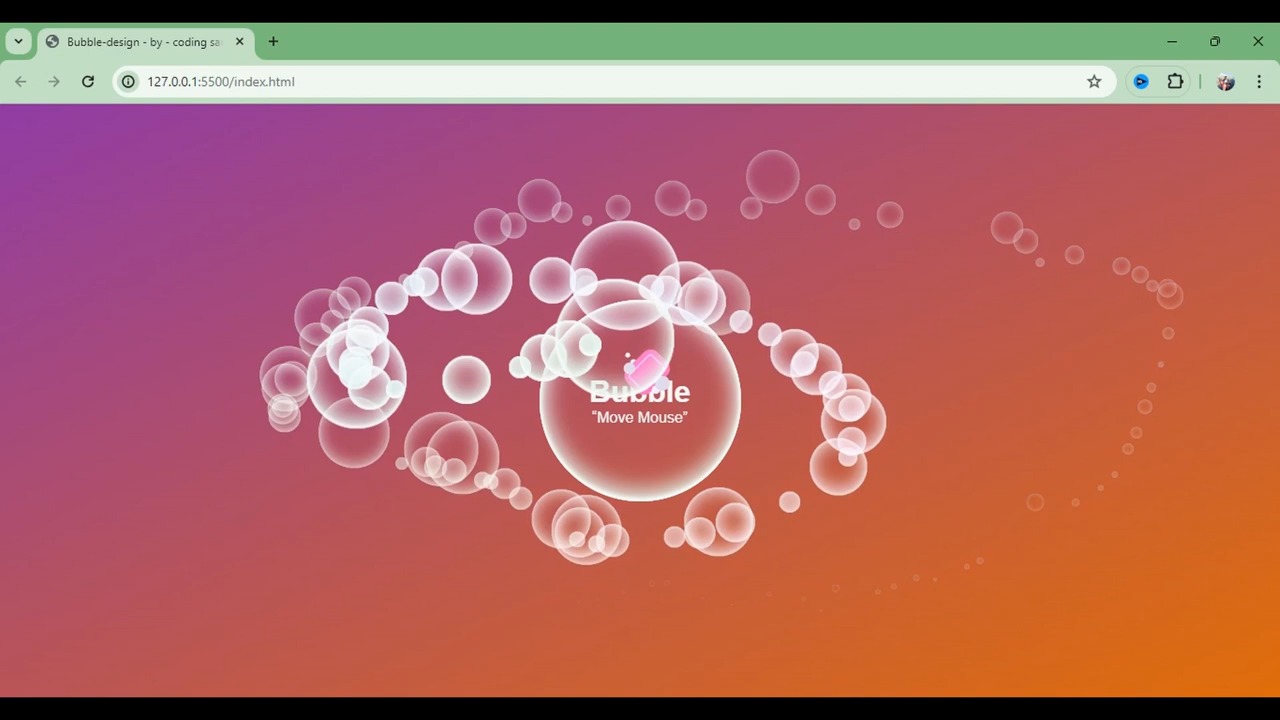 Bubble-design - by - coding sa
127.0.0.1:5500/index.html
Bubble
“Move Mouse”